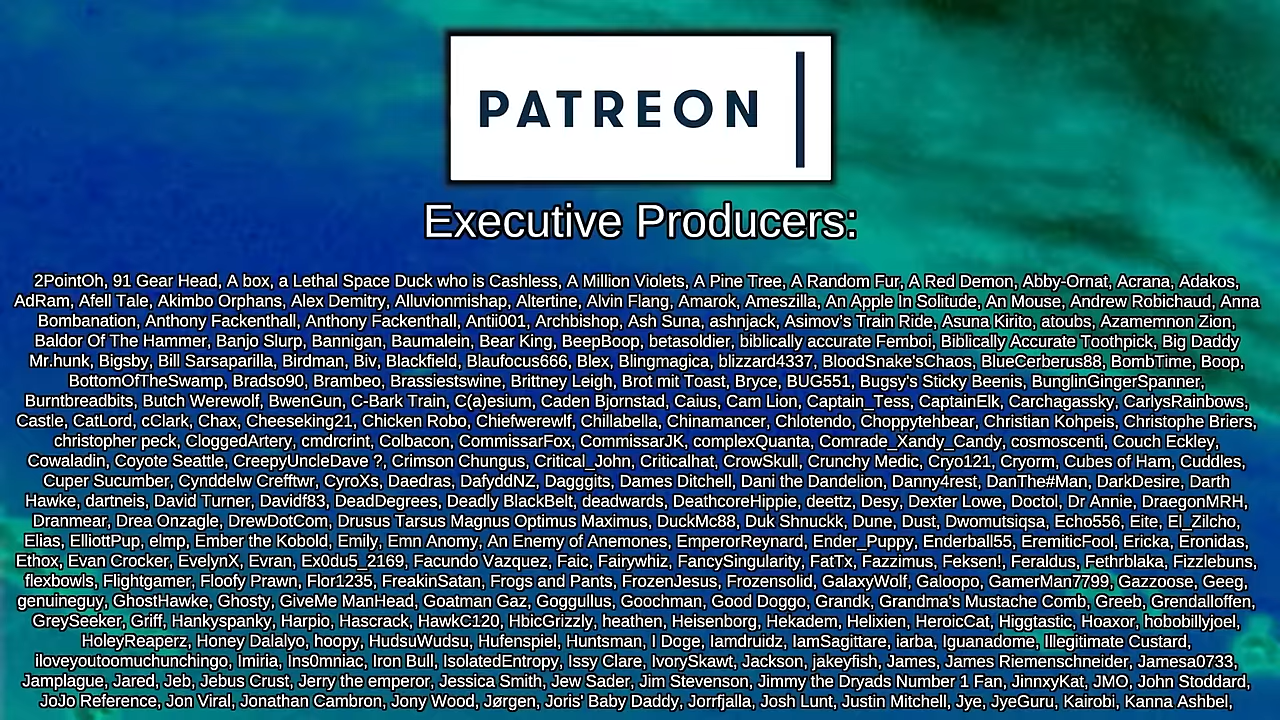 PATREON
Executive Producers:
2PointOh, 91 Gear Head, A box, a Lethal Space Duck who is Cashless, A Million Violets, A Pine Tree, A Random Fur, A Red Demon, Abby-Ornat, Acrana, Adakos,
AdRam, Afell Tale, Akimbo Orphans, Alex Demitry, Alluvionmishap, Altertine, Alvin Flang, Amarok, Ameszilla, An Apple In Solitude, An Mouse, Andrew Robichaud, Anna
Bombanation, Anthony Fackenthall, Anthony Fackenthall, Antii001, Archbishop, Ash Suna, ashnjack, Asimov's Train Ride, Asuna Kirito, atoubs, Azamemnon Zion,
Baldor Of The Hammer, Banjo Slurp, Bannigan, Baumalein, Bear King, BeepBoop, betasoldier, biblically accurate Femboi, Biblically Accurate Toothpick, Big Daddy
Mr.hunk, Bigsby, Bill Sarsaparilla, Birdman, Biv, Blackfield, Blaufocus666, Blex, Blingmagica, blizzard4337, BloodSnake'sChaos, BlueCerberus88, BombTime, Boop,
BottomOfTheSwamp, Bradso90, Brambeo, Brassiestswine, Brittney Leigh, Brot mit Toast, Bryce, BUG551, Bugsy's Sticky Beenis, BunglinGingerSpanner,
Burntbreadbits, Butch Werewolf, BwenGun, C-Bark Train, C(a)esium, Caden Bjornstad, Caius, Cam Lion, Captain_Tess, CaptainElk, Carchagassky, CarlysRainbows,
Castle, CatLord, cClark, Chax, Cheeseking21, Chicken Robo, Chiefwerewlf, Chillabella, Chinamancer, Chlotendo, Choppytehbear, Christian Kohpeis, Christophe Briers,
christopher peck, CloggedArtery, cmdrcrint, Colbacon, CommissarFox, CommissarJK, complexQuanta, Comrade_Xandy_Candy, cosmoscenti, Couch Eckley,
Cowaladin, Coyote Seattle, CreepyUncleDave ?, Crimson Chungus, Critical_John, Criticalhat, CrowSkull, Crunchy Medic, Cryo121, Cryorm, Cubes of Ham, Cuddles,
Cuper Sucumber, Cynddelw Crefftwr, CyroXs, Daedras, DafyddNZ, Dagggits, Dames Ditchell, Dani the Dandelion, Danny4rest, DanThe#Man, DarkDesire, Darth
Hawke, dartneis, David Turner, Davidf83, DeadDegrees, Deadly BlackBelt, deadwards, DeathcoreHippie, deettz, Desy, Dexter Lowe, Doctol, Dr Annie, DraegonMRH,
Dranmear, Drea Onzagle, DrewDotCom, Drusus Tarsus Magnus Optimus Maximus, DuckMc88, Duk Shnuckk, Dune, Dust, Dwomutsiqsa, Echo556, Eite, El_Zilcho,
Elias, ElliottPup, elmp, Ember the Kobold, Emily, Emn Anomy, An Enemy of Anemones, EmperorReynard, Ender_Puppy, Enderball55, EremiticFool, Ericka, Eronidas,
Ethox, Evan Crocker, EvelynX, Evran, Ex0du5_2169, Facundo Vazquez, Faic, Fairywhiz, FancySingularity, FatTx, Fazzimus, Feksen!, Feraldus, Fethrblaka, Fizzlebuns,
flexbowls, Flightgamer, Floofy Prawn, Flor1235, FreakinSatan, Frogs and Pants, FrozenJesus, Frozensolid, GalaxyWolf, Galoopo, GamerMan7799, Gazzoose, Geeg,
genuineguy, GhostHawke, Ghosty, GiveMe ManHead, Goatman Gaz, Goggullus, Goochman, Good Doggo, Grandk, Grandma's Mustache Comb, Greeb, Grendalloffen,
GreySeeker, Griff, Hankyspanky, Harpio, Hascrack, HawkC120, HbicGrizzly, heathen, Heisenborg, Hekadem, Helixien, HeroicCat, Higgtastic, Hoaxor, hobobillyjoel,
HoleyReaperz, Honey Dalalyo, hoopy, HudsuWudsu, Hufenspiel, Huntsman, I Doge, Iamdruidz, IamSagittare, iarba, Iguanadome, Illegitimate Custard,
iloveyoutoomuchunchingo, Imiria, Ins0mniac, Iron Bull, IsolatedEntropy, Issy Clare, IvorySkawt, Jackson, jakeyfish, James, James Riemenschneider, Jamesa0733,
Jamplague, Jared, Jeb, Jebus Crust, Jerry the emperor, Jessica Smith, Jew Sader, Jim Stevenson, Jimmy the Dryads Number 1 Fan, JinnxyKat, JMO, John Stoddard,
JoJo Reference, Jon Viral, Jonathan Cambron, Jony Wood, Jørgen, Joris' Baby Daddy, Jorrfjalla, Josh Lunt, Justin Mitchell, Jye, JyeGuru, Kairobi, Kanna Ashbel,